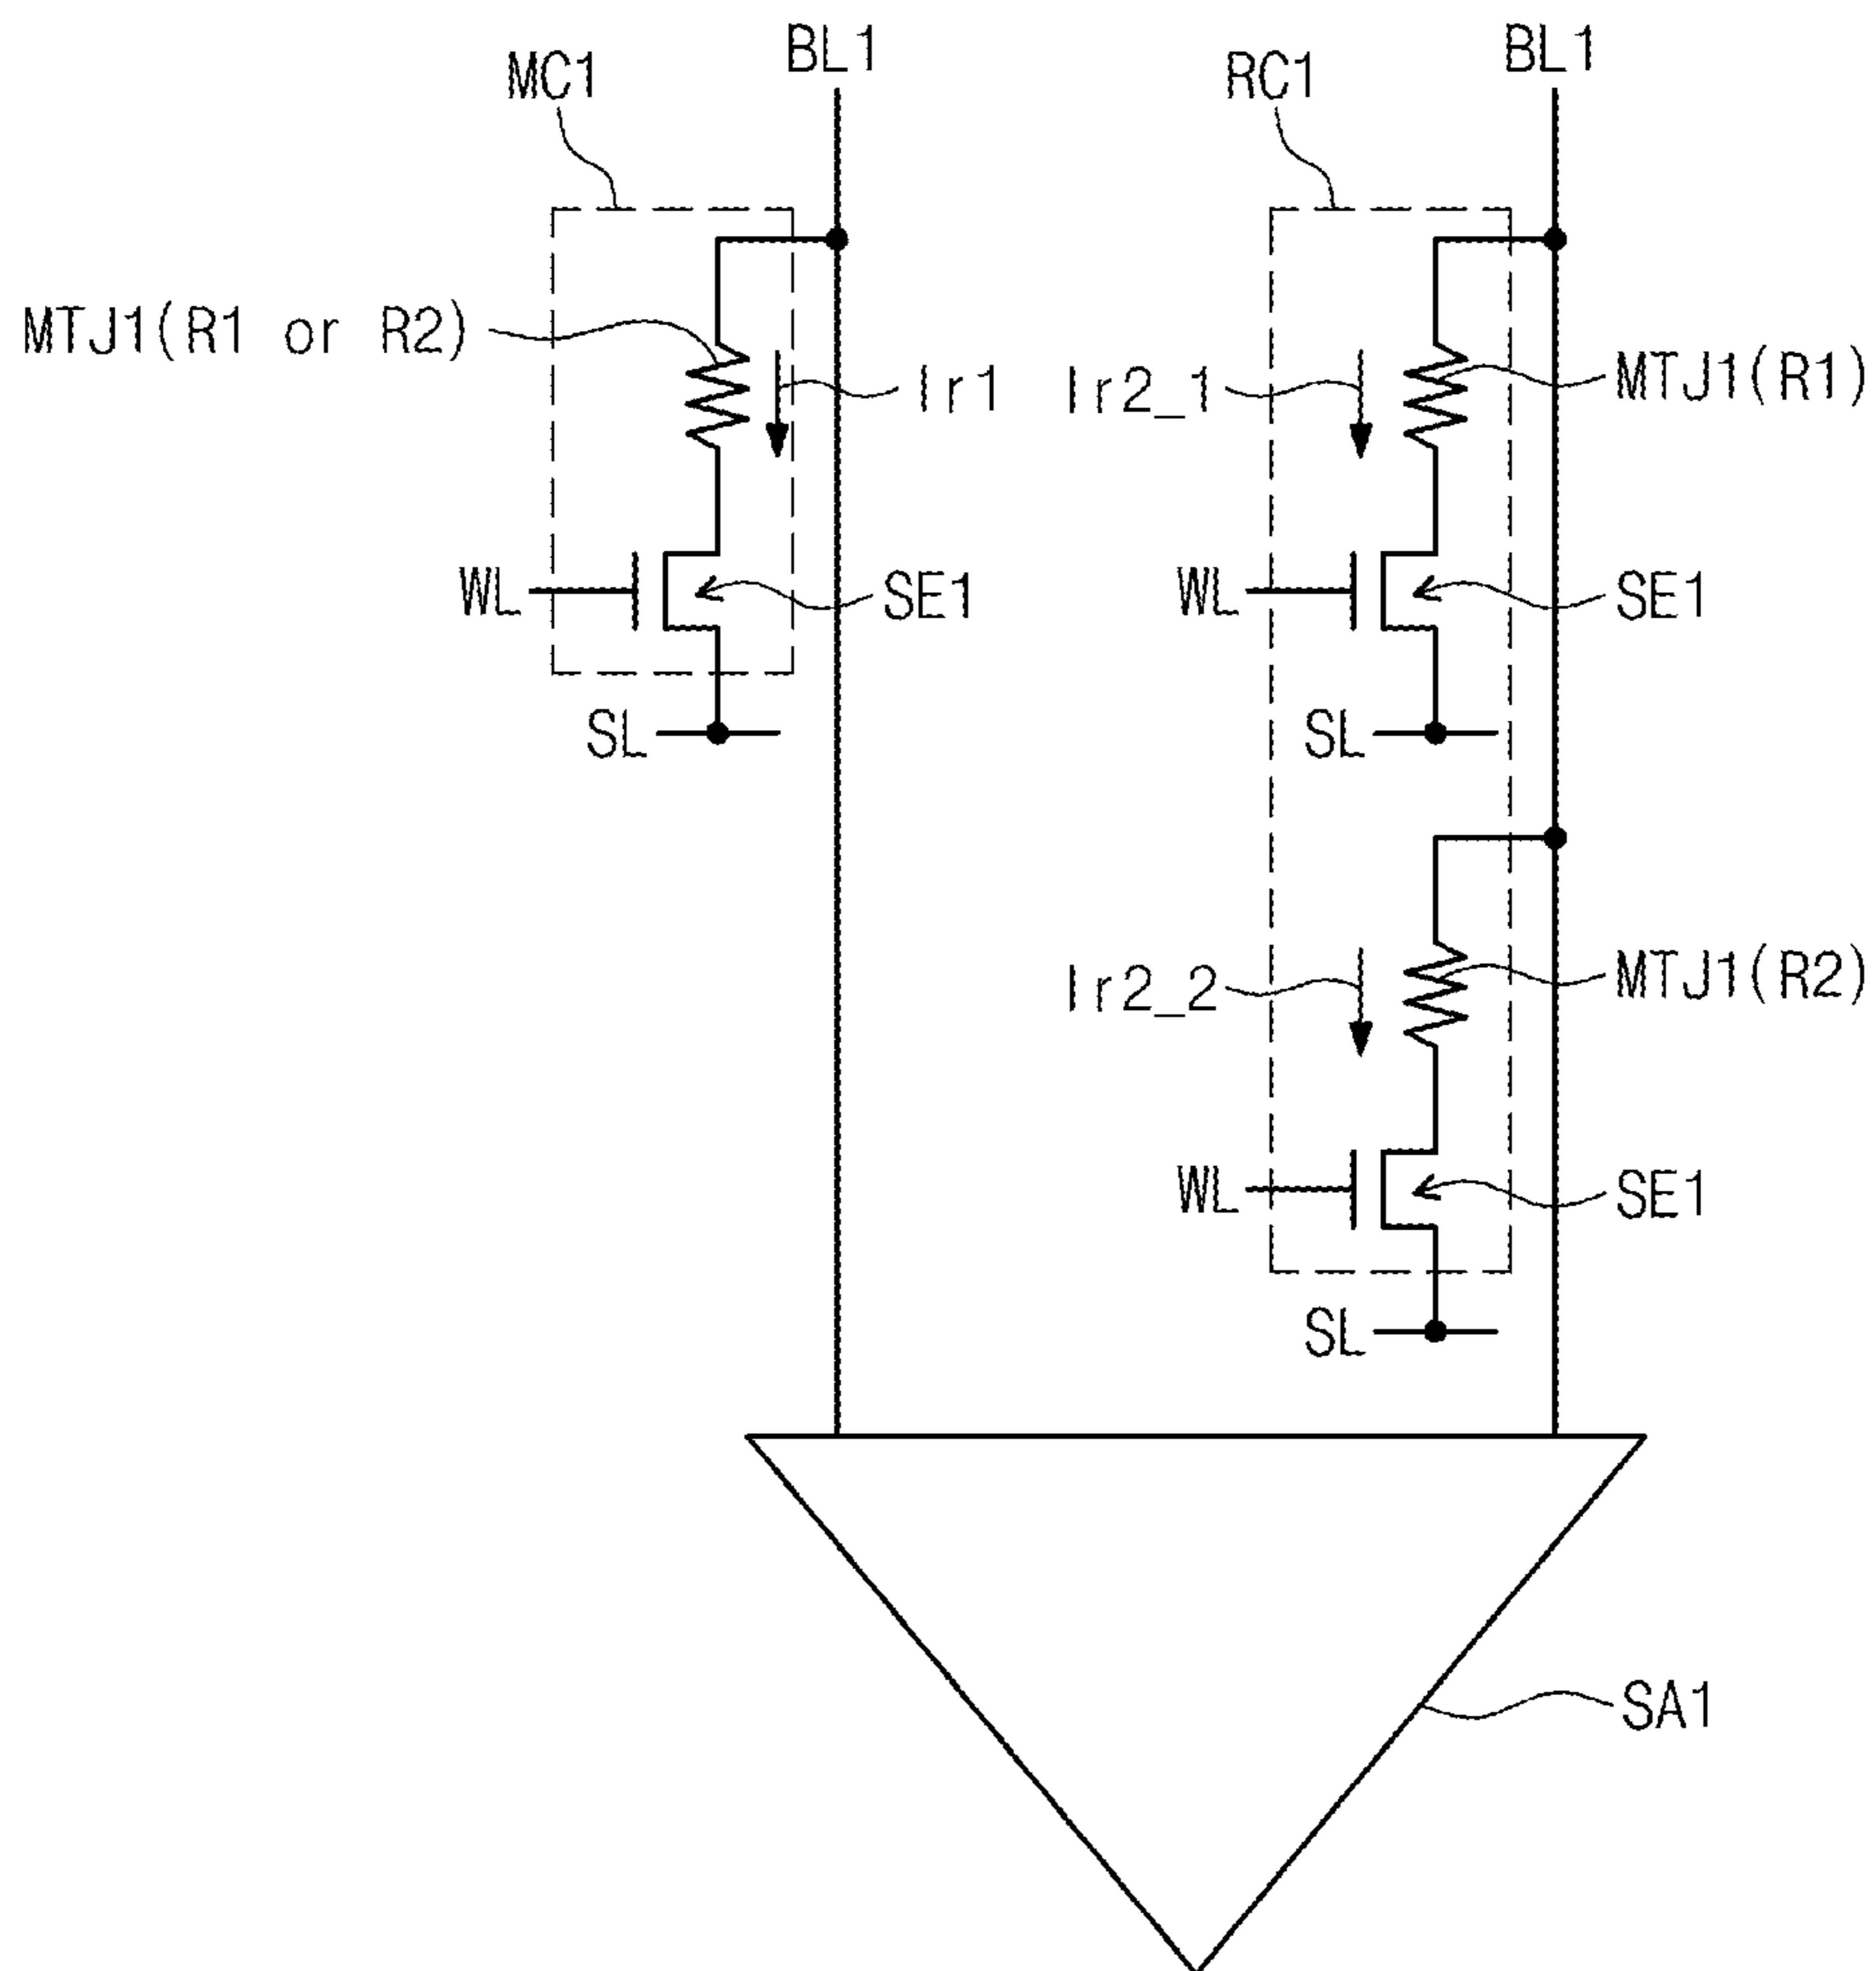 MC1
BL1
RC1
BL1
MTJ1(R1 or R2)
Ir1
Ir2_1
MTJ1(R1)
WL
SE1
WL
SE1
SL
SL
Ir2_2
MTJ1(R2)
WL
SE1
SL
SA1